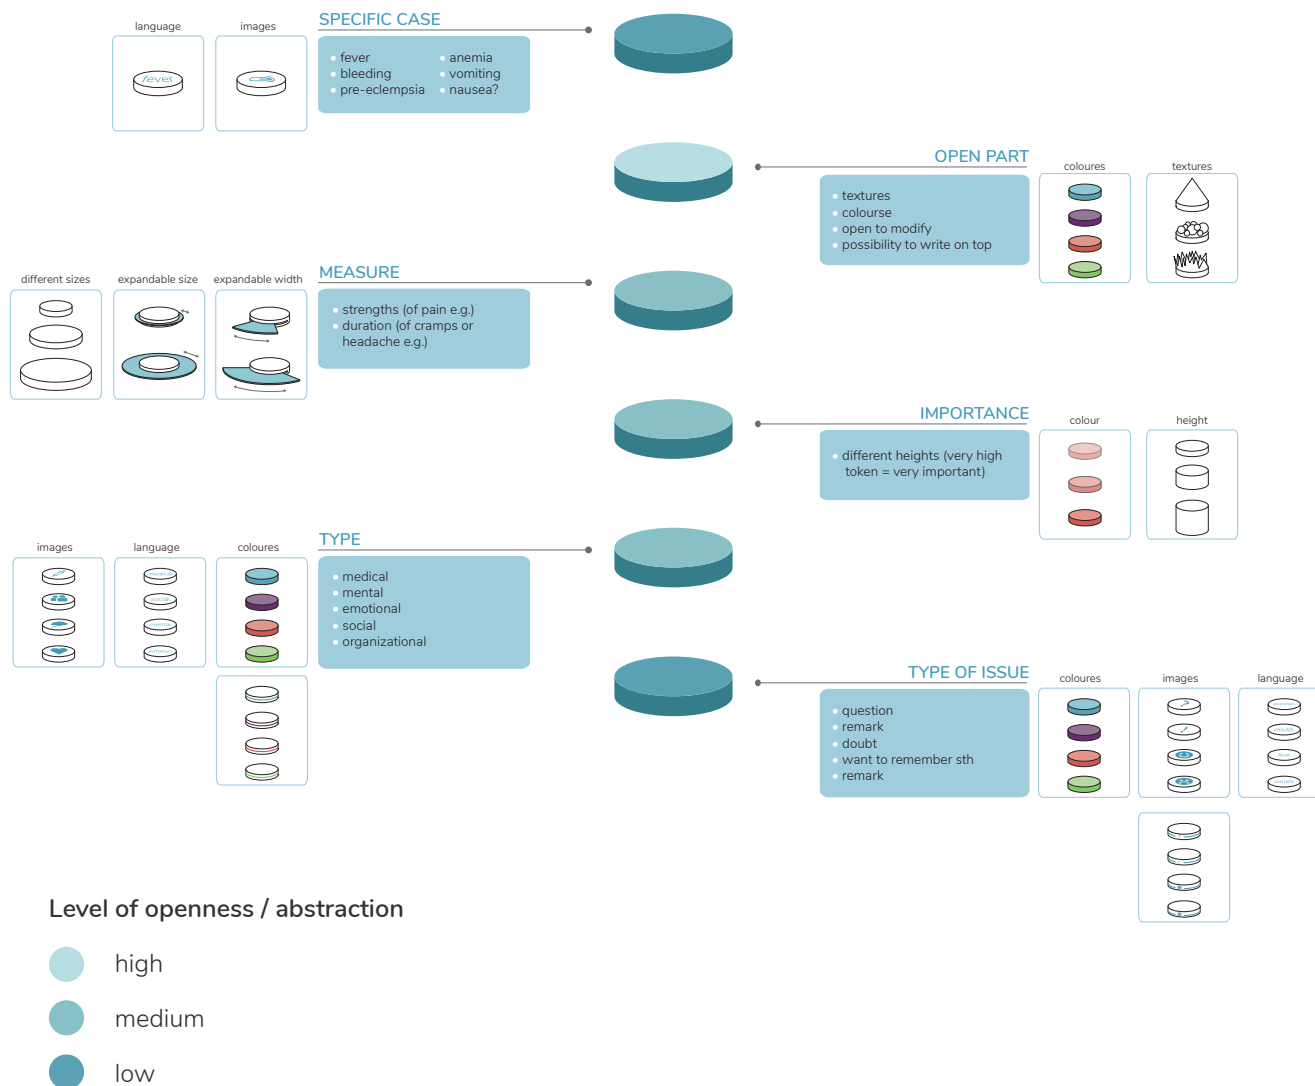 SPECIFIC CASE
language
images
fever
• fever
• bleeding
• pre-eclempsia
• anemia
• vomiting
• nausea?
OPEN PART
coloures
textures
• textures
• colourse
• open to modify
• possibility to write on top
MEASURE
different sizes
expandable size
expandable width
• strengths (of pain e.g.)
• duration (of cramps or
headache e.g.)
IMPORTANCE
colour
height
• different heights (very high
token = very important)
TYPE
images
language
coloures
• medical
• mental
• emotional
• social
• organizational
TYPE OF ISSUE
coloures
images
language
• question
• remark
• doubt
• want to remember sth
• remark
doubt
Level of openness / abstraction
high
medium
low